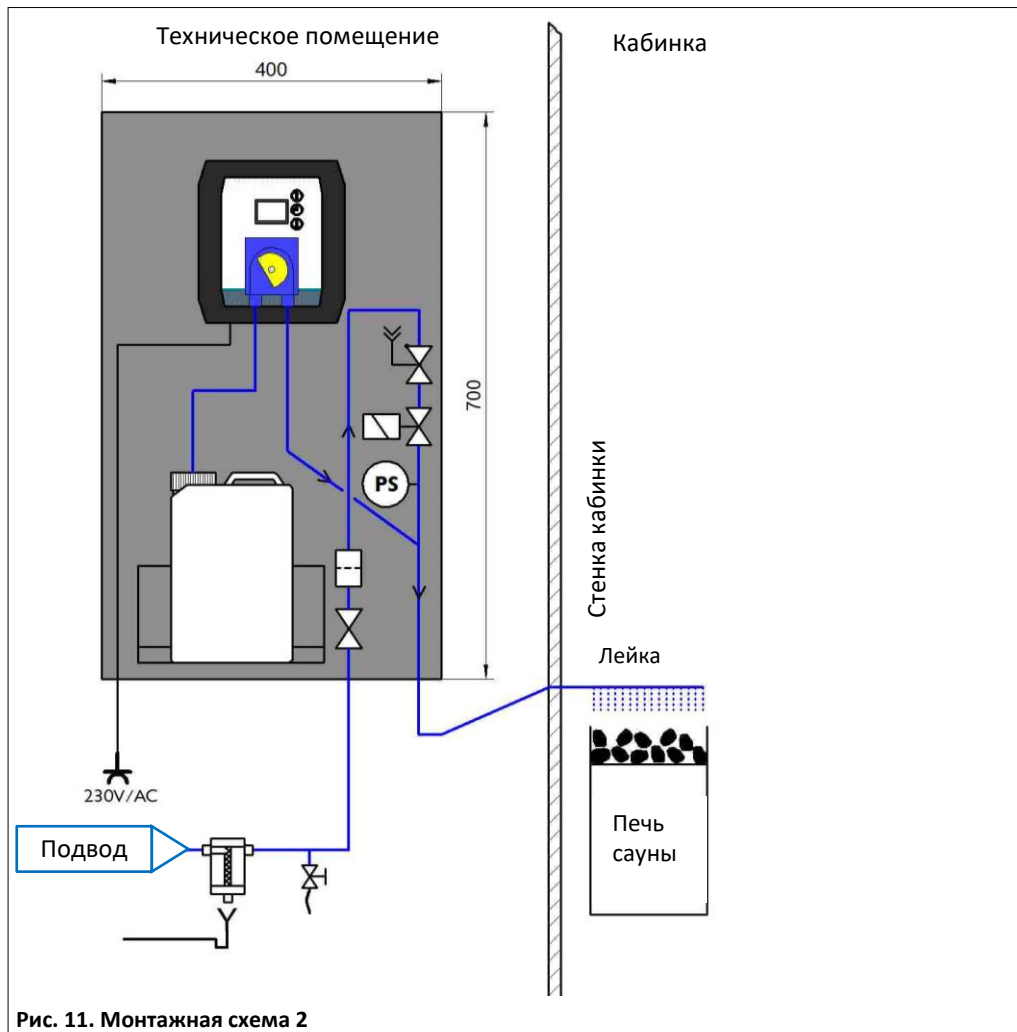 Техническое помещение
Кабинка
400
700
PS
Стенка кабинки
Лейка
230V/AC
Подвод
Печь
сауны
Рис. 11. Монтажная схема 2